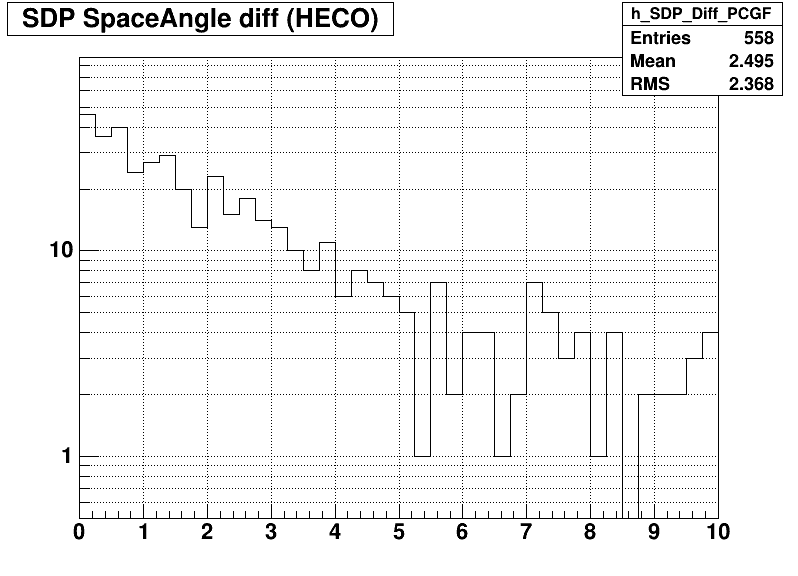 SDP SpaceAngle diff (HECO)
h_SDP_Diff_PCGF
Entries 558
Mean 2.495
RMS 2.368
10
1
0 1 2 3 4 5 6 7 8 9 10